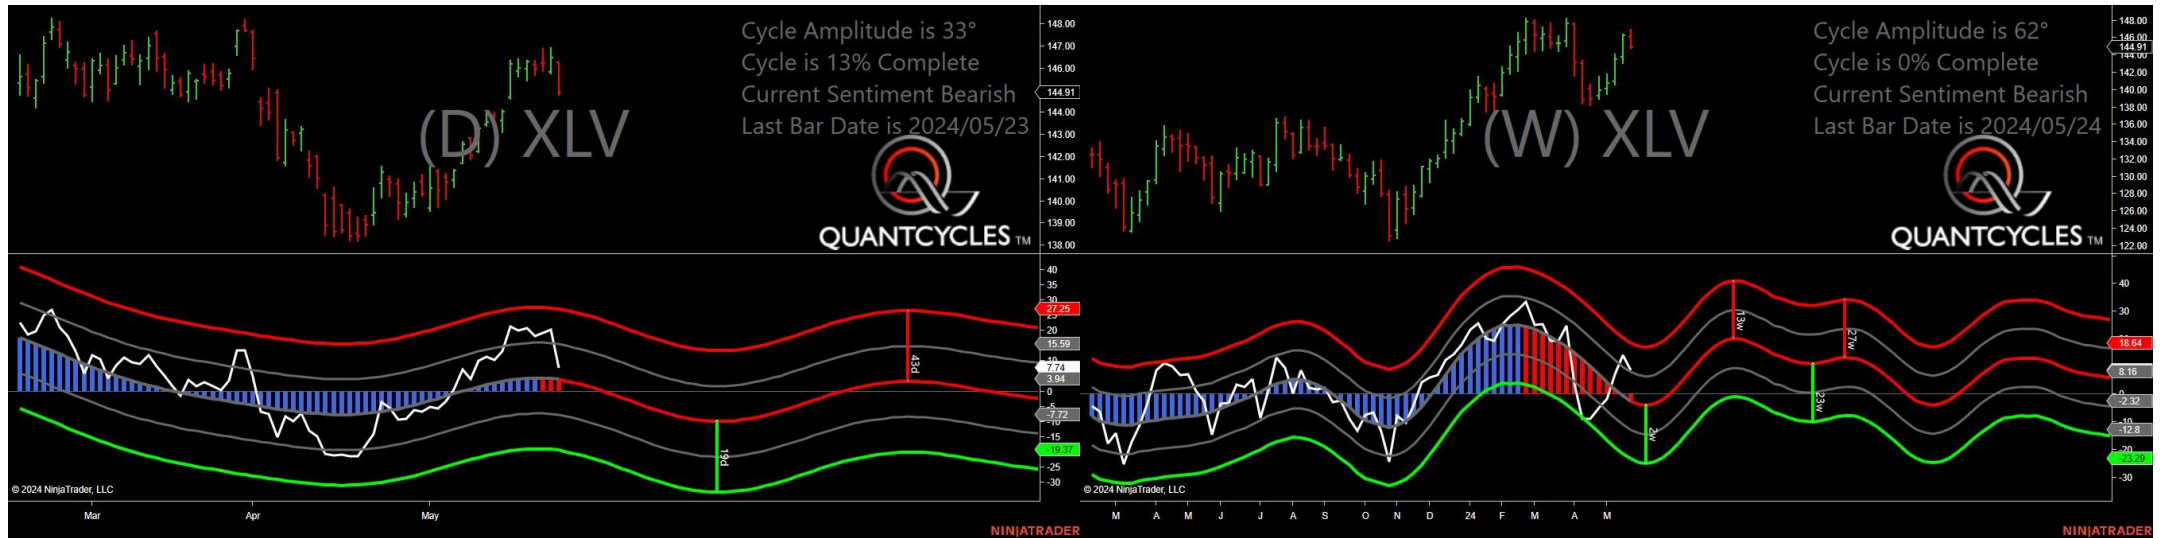 Cycle Amplitude is 33°
Cycle is 13% Complete
Current Sentiment Bearish
Last Bar Date is 2024/05/23
(D) XLV
QUANTCYCLES TM
148.00
147.00
146.00
144.91
144.00
143.00
142.00
141.00
140.00
139.00
138.00
40
35
30
27.25
25
20
15.59
10
7.74
3.94
0
-5
-7.72
-10
-15
-19.37
-25
-30
43d
19d
© 2024 NinjaTrader, LLC
Mar Apr May
NINJATRADER
Cycle Amplitude is 62°
Cycle is 0% Complete
Current Sentiment Bearish
Last Bar Date is 2024/05/24
(W) XLV
QUANTCYCLES TM
148.00
146.00
144.91
144.00
142.00
140.00
138.00
136.00
134.00
132.00
130.00
128.00
126.00
124.00
122.00
40
30
18.64
8.16
0
-2.32
-10
-12.8
-20
-23.29
-30
13w
27w
23w
2w
© 2024 NinjaTrader, LLC
M A M J J A S O N D 24 F M A M
NINJATRADER